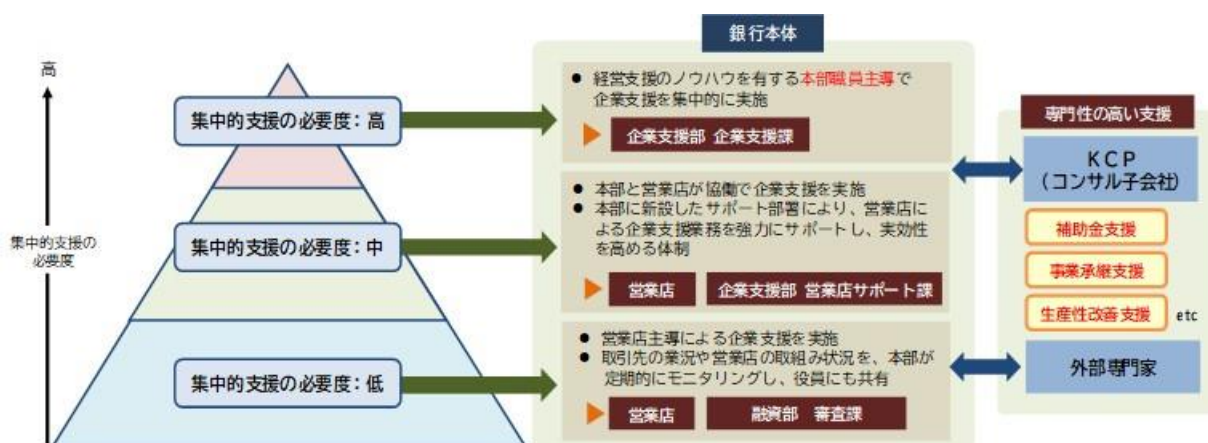 銀行本体
高
集中的支援の
必要度
集中的支援の必要度：高
集中的支援の必要度：中
集中的支援の必要度：低
● 経営支援のノウハウを有する本部職員主導で
企業支援を集中的に実施
企業支援部 企業支援課
● 本部と営業店が協働で企業支援を実施
● 本部に新設したサポート部署により、営業店に
よる企業支援業務を強力にサポートし、実効性
を高める体制
営業店
企業支援部 営業店サポート課
● 営業店主導による企業支援を実施
● 取引先の業況や営業店の取組み状況を、本部が
定期的にモニタリングし、役員にも共有
営業店
融資部 審査課
専門性の高い支援
KCP
（コンサル子会社）
補助金支援
事業承継支援
生産性改善支援 etc
外部専門家